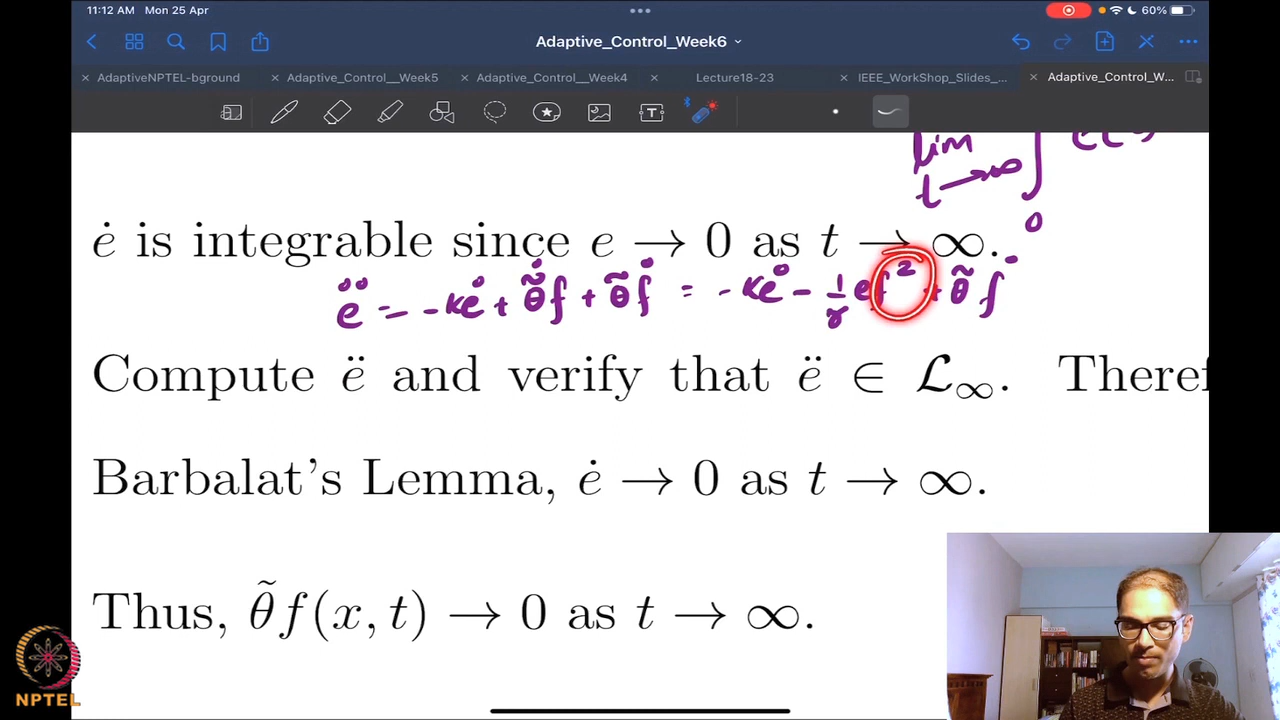 11:12 AM Mon 25 Apr
60%
Adaptive_Control_Week6
AdaptiveNPTEL-bground
Adaptive_Control__Week5
Adaptive_Control__Week4
Lecture18-23
IEEE_WorkShop_Slides_...
Adaptive_Control_W...
lim ∫
t → ∞ 0
ė is integrable since e → 0 as t → ∞.
ë = -kė + θ̃̇f + θ̃ḟ = -kė - 1/γ ef² + θ̃ḟ
Compute ë and verify that ë ∈ ℒ∞. Theref
Barbalat's Lemma, ė → 0 as t → ∞.
Thus, θ̃f(x, t) → 0 as t → ∞.
NPTEL